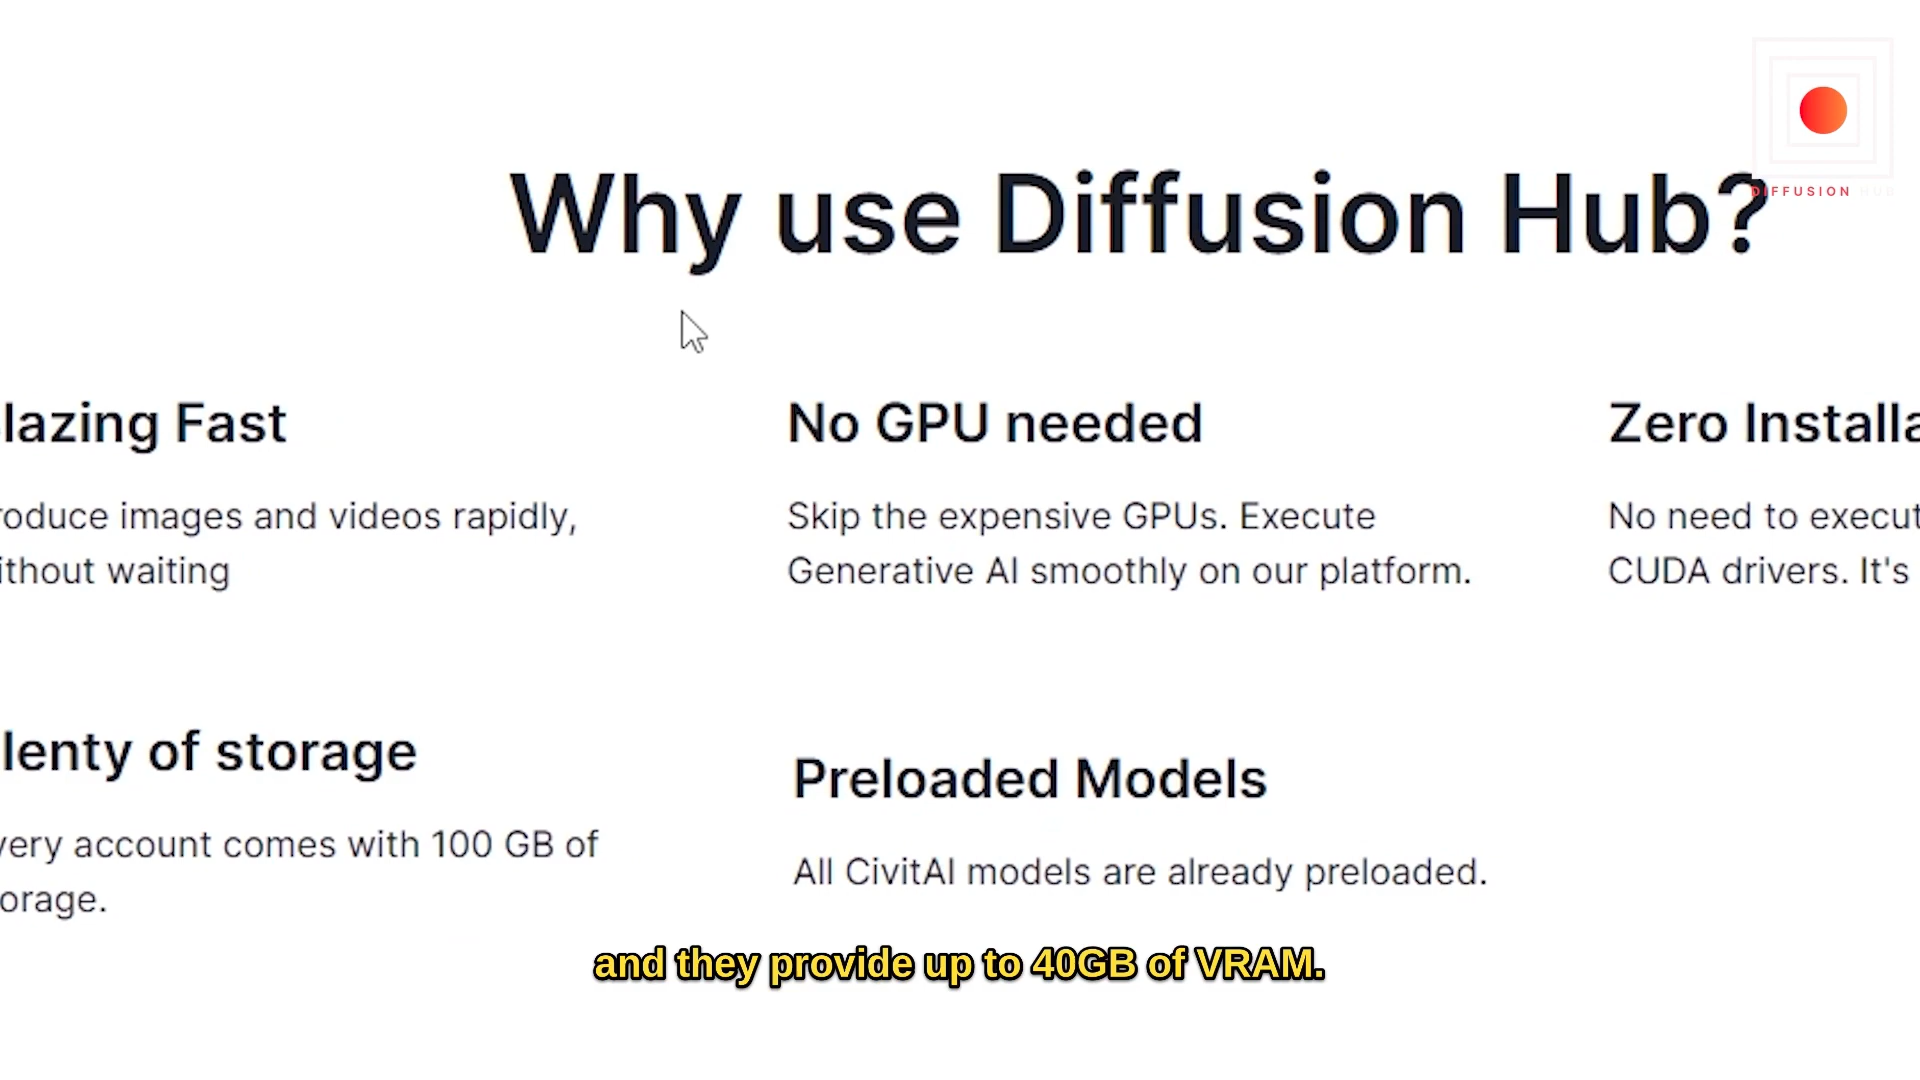 DIFFUSION HUB
Why use Diffusion Hub?
lazing Fast
roduce images and videos rapidly,
ithout waiting
No GPU needed
Skip the expensive GPUs. Execute
Generative AI smoothly on our platform.
Zero Installa
No need to execut
CUDA drivers. It's
lenty of storage
very account comes with 100 GB of
orage.
Preloaded Models
All CivitAI models are already preloaded.
and they provide up to 40GB of VRAM.